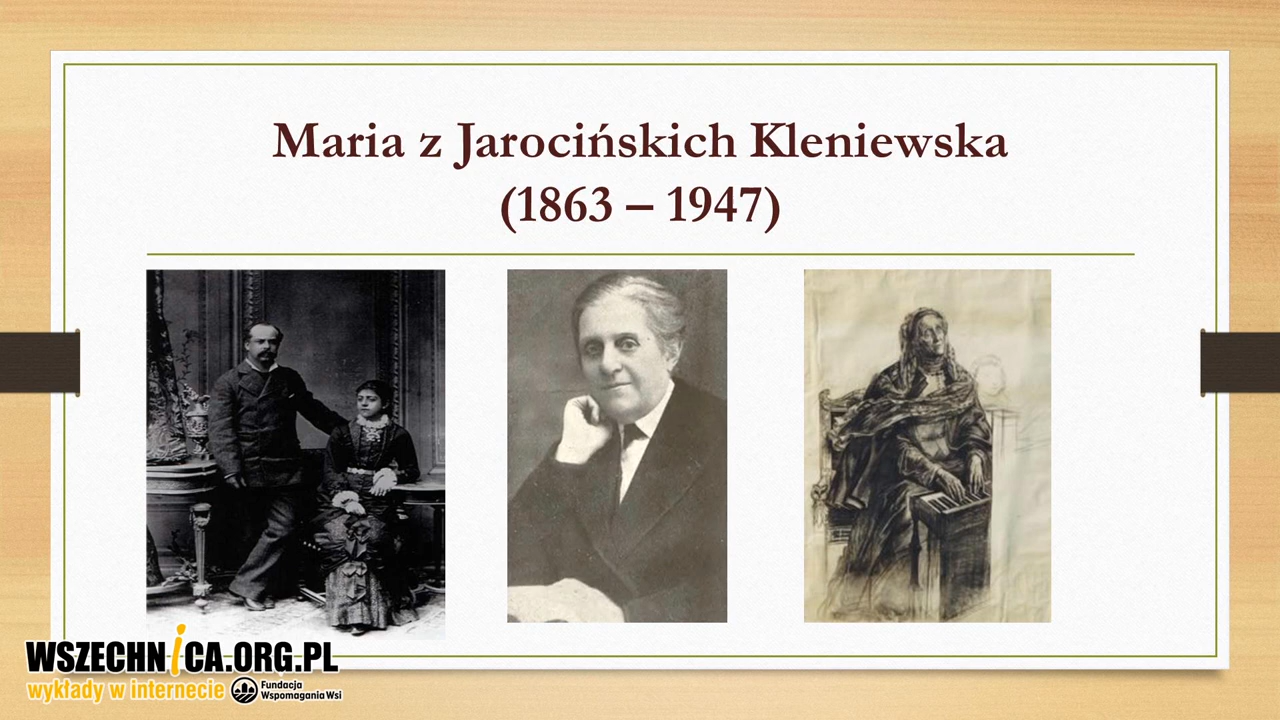 Maria z Jarocińskich Kleniewska
(1863 – 1947)
WSZECHNiCA.ORG.PL
wykłady w internecie
Fundacja
Wspomagania Wsi